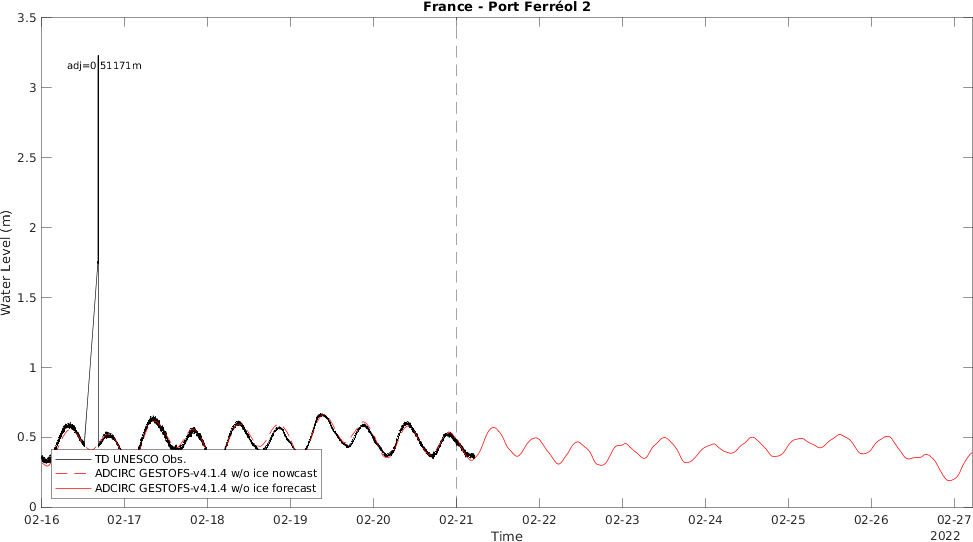 France - Port Ferréol 2
3.5
3
2.5
2
1.5
1
0.5
0
Water Level (m)
adj=0.51171m
TD UNESCO Obs.
ADCIRC GESTOFS-v4.1.4 w/o ice nowcast
ADCIRC GESTOFS-v4.1.4 w/o ice forecast
02-16 02-17 02-18 02-19 02-20 02-21 02-22 02-23 02-24 02-25 02-26 02-27
Time
2022